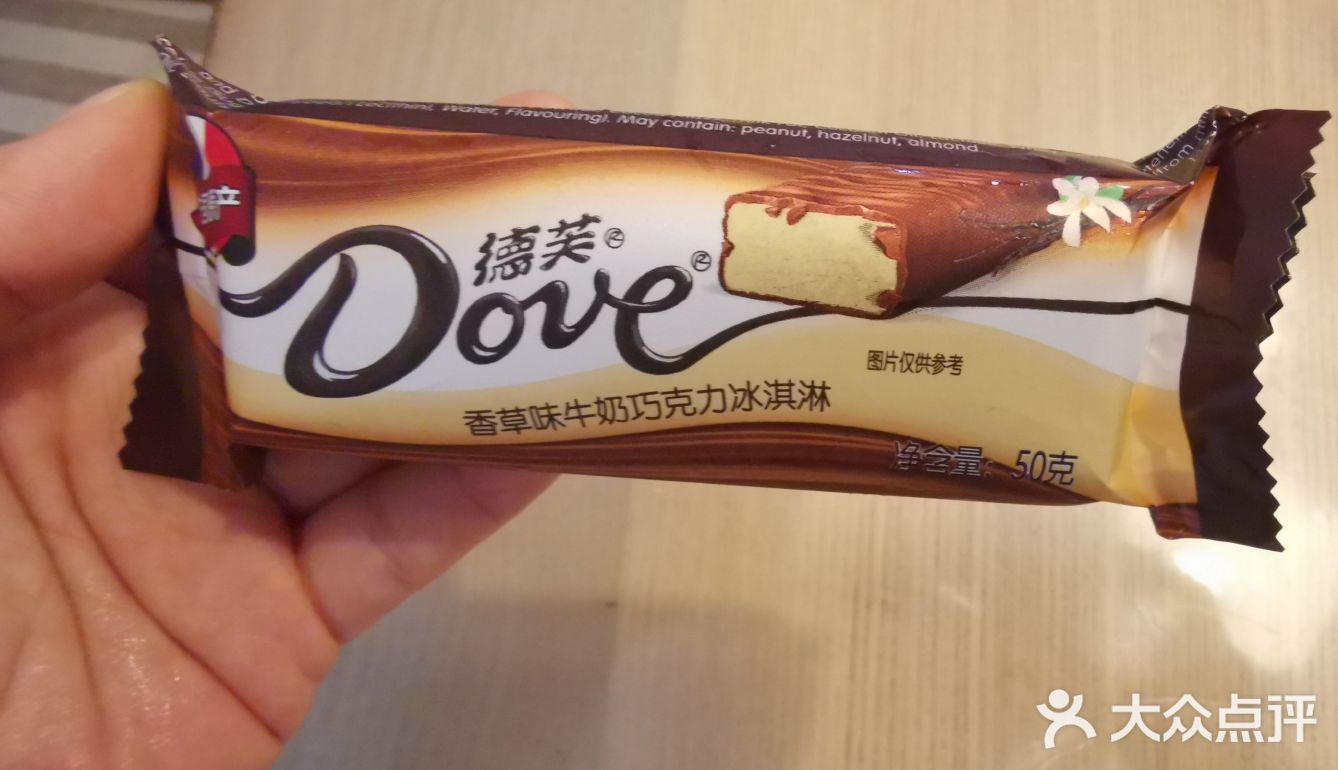 Water, Flavouring). May contain: peanut, hazelnut, almond
德芙®
Dove®
图片仅供参考
香草味牛奶巧克力冰淇淋
净含量：50克
大众点评